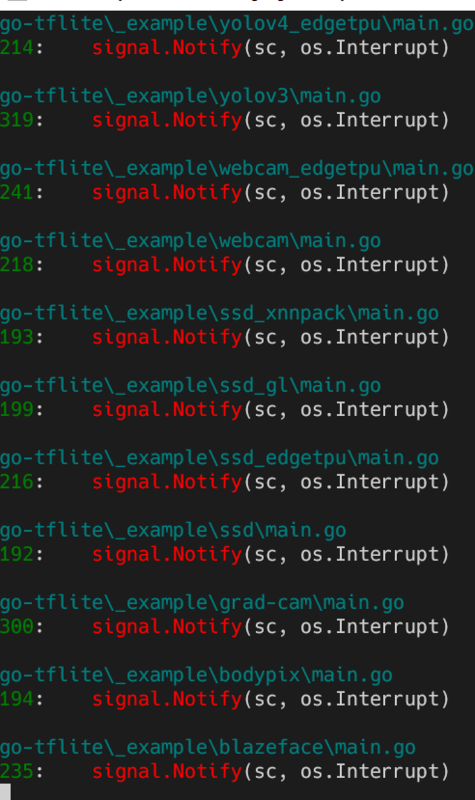 go-tflite\_example\yolov4_edgetpu\main.go
214:    signal.Notify(sc, os.Interrupt)
go-tflite\_example\yolov3\main.go
319:    signal.Notify(sc, os.Interrupt)
go-tflite\_example\webcam_edgetpu\main.go
241:    signal.Notify(sc, os.Interrupt)
go-tflite\_example\webcam\main.go
218:    signal.Notify(sc, os.Interrupt)
go-tflite\_example\ssd_xnnpack\main.go
193:    signal.Notify(sc, os.Interrupt)
go-tflite\_example\ssd_gl\main.go
199:    signal.Notify(sc, os.Interrupt)
go-tflite\_example\ssd_edgetpu\main.go
216:    signal.Notify(sc, os.Interrupt)
go-tflite\_example\ssd\main.go
192:    signal.Notify(sc, os.Interrupt)
go-tflite\_example\grad-cam\main.go
300:    signal.Notify(sc, os.Interrupt)
go-tflite\_example\bodypix\main.go
194:    signal.Notify(sc, os.Interrupt)
go-tflite\_example\blazeface\main.go
235:    signal.Notify(sc, os.Interrupt)